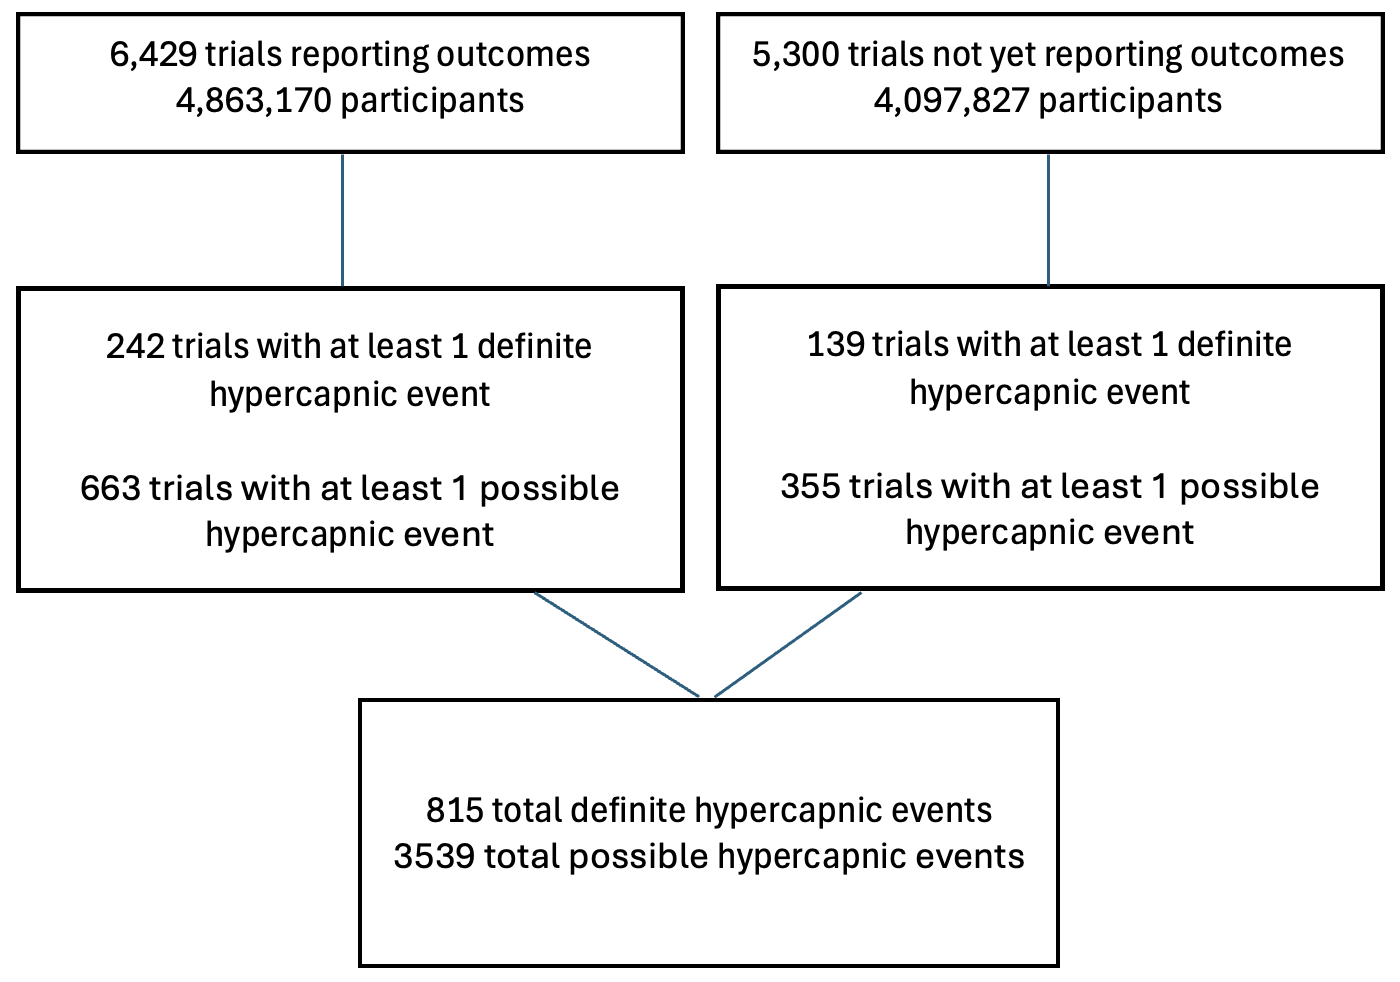 6,429 trials reporting outcomes
4,863,170 participants
5,300 trials not yet reporting outcomes
4,097,827 participants
242 trials with at least 1 definite
hypercapnic event
663 trials with at least 1 possible
hypercapnic event
139 trials with at least 1 definite
hypercapnic event
355 trials with at least 1 possible
hypercapnic event
815 total definite hypercapnic events
3539 total possible hypercapnic events